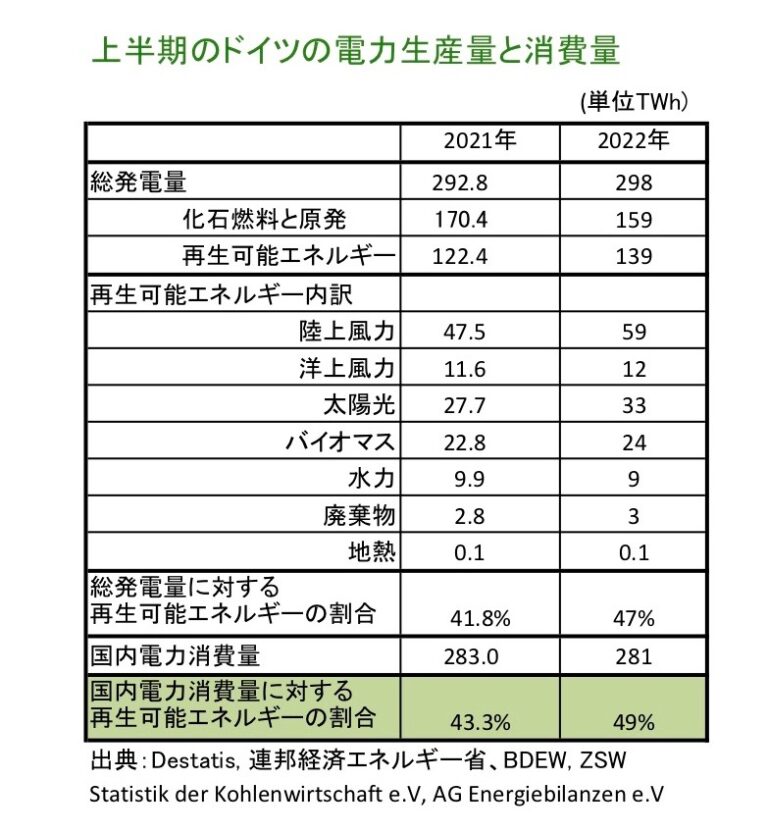 上半期のドイツの電力生産量と消費量
(単位TWh)
2021年 2022年
総発電量 292.8 298
化石燃料と原発 170.4 159
再生可能エネルギー 122.4 139
再生可能エネルギー内訳
陸上風力 47.5 59
洋上風力 11.6 12
太陽光 27.7 33
バイオマス 22.8 24
水力 9.9 9
廃棄物 2.8 3
地熱 0.1 0.1
総発電量に対する
再生可能エネルギーの割合 41.8% 47%
国内電力消費量 283.0 281
国内電力消費量に対する
再生可能エネルギーの割合 43.3% 49%
出典：Destatis, 連邦経済エネルギー省、BDEW, ZSW
Statistik der Kohlenwirtschaft e.V, AG Energiebilanzen e.V